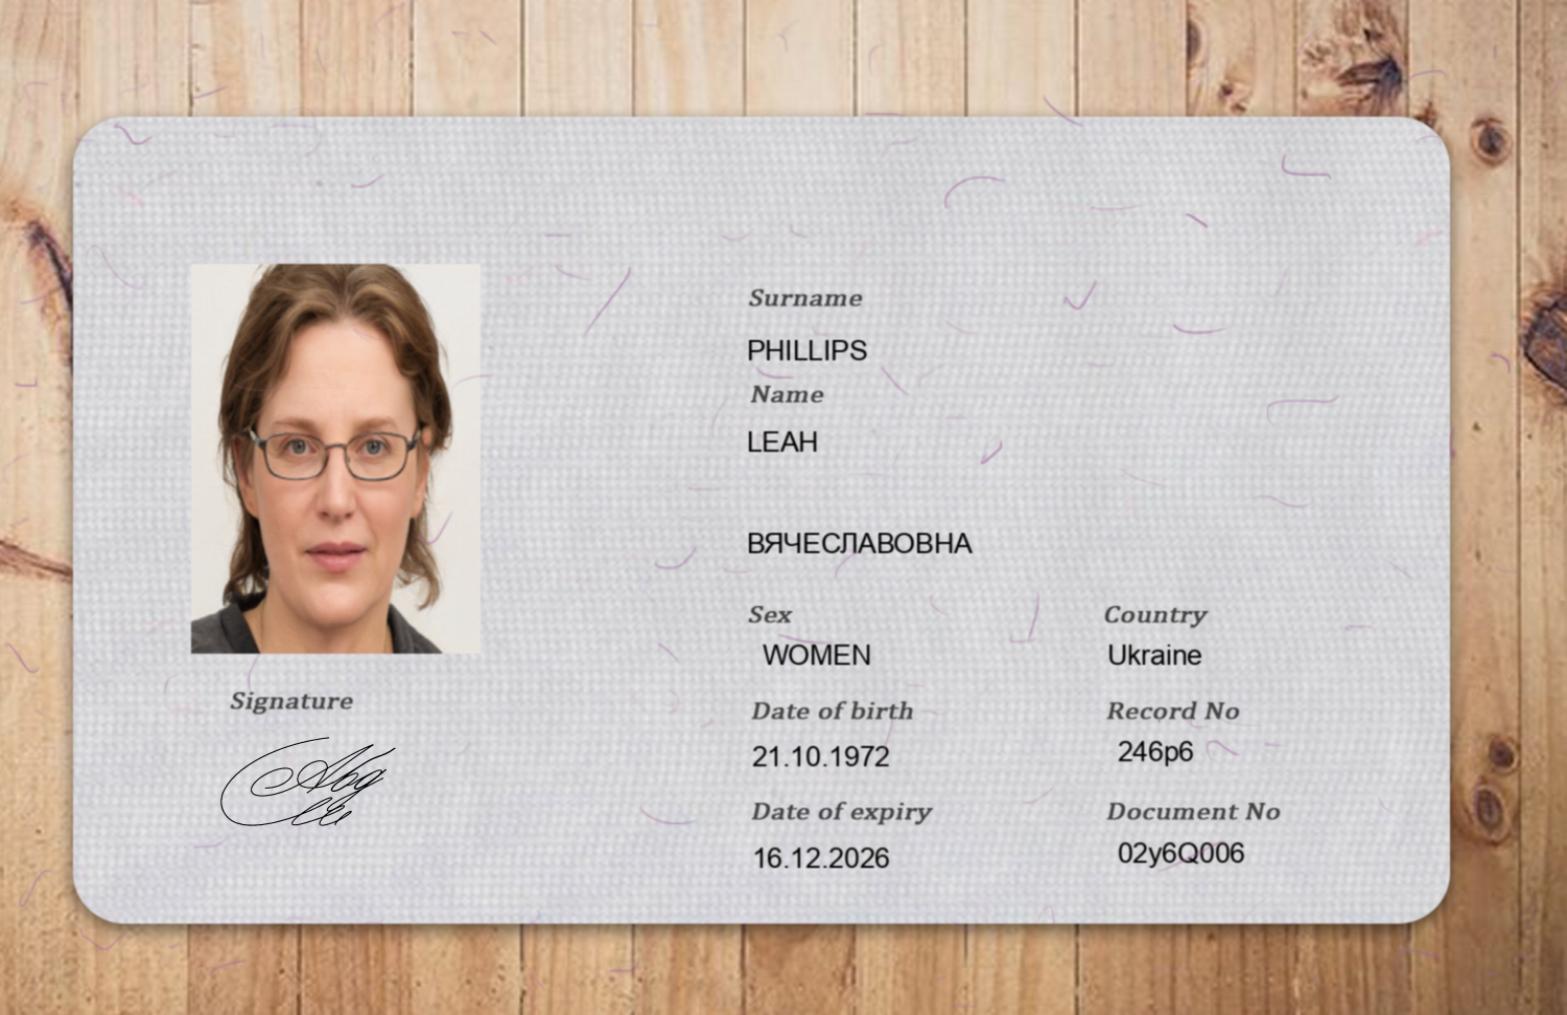 Surname
PHILLIPS
Name
LEAH
ВЯЧЕСЛАВОВНА
Sex
Country
WOMEN
Ukraine
Date of birth
Record No
21.10.1972
246p6
Date of expiry
Document No
16.12.2026
02y6Q006
Signature